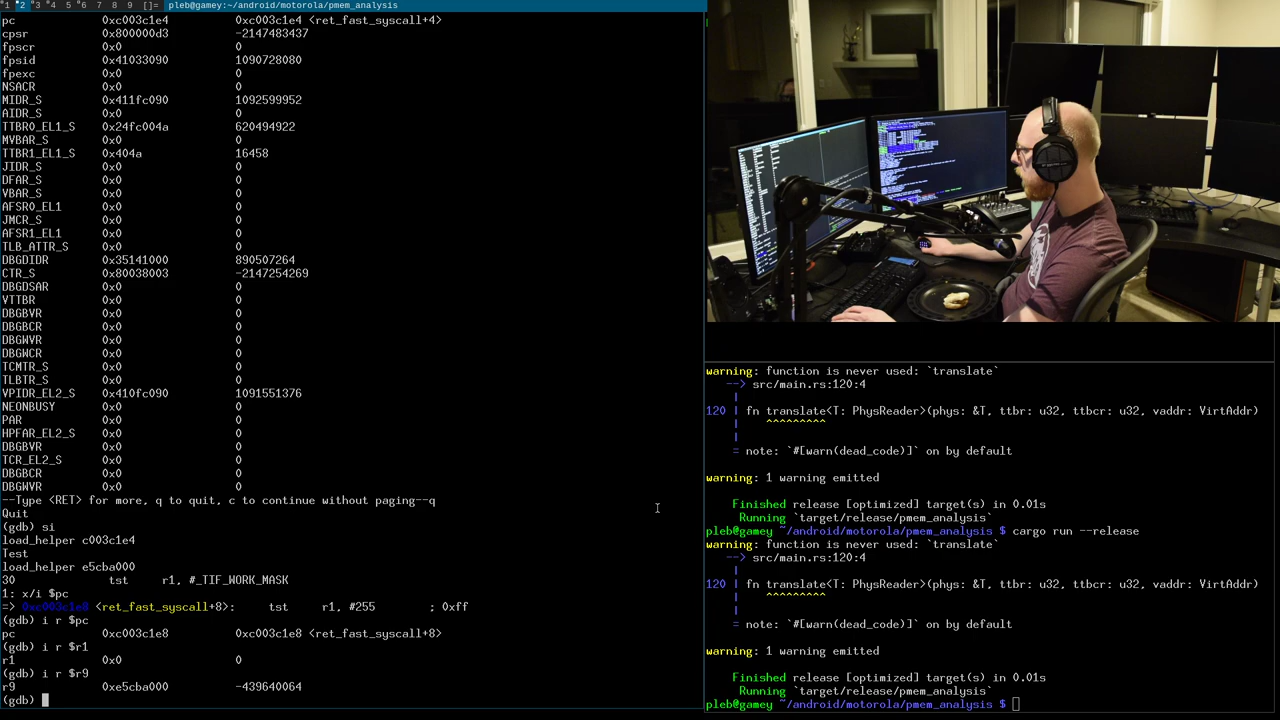 1 2 3 4 5 6 7 8 9 []= pleb@gamey:~/android/motorola/pmem_analysis
pc 0xc003c1e4 0xc003c1e4 <ret_fast_syscall+4>
cpsr 0x800000d3 -2147483437
fpscr 0x0 0
fpsid 0x41033090 1090728080
fpexc 0x0 0
NSACR 0x0 0
MIDR_S 0x411fc090 1092599952
AIDR_S 0x0 0
TTBR0_EL1_S 0x24fc004a 620494922
MVBAR_S 0x0 0
TTBR1_EL1_S 0x404a 16458
JIDR_S 0x0 0
DFAR_S 0x0 0
VBAR_S 0x0 0
AFSR0_EL1 0x0 0
JMCR_S 0x0 0
AFSR1_EL1 0x0 0
TLB_ATTR_S 0x0 0
DBGDIDR 0x35141000 890507264
CTR_S 0x80038003 -2147254269
DBGDSAR 0x0 0
VTTBR 0x0 0
DBGBVR 0x0 0
DBGBCR 0x0 0
DBGWVR 0x0 0
DBGWCR 0x0 0
TCMTR_S 0x0 0
TLBTR_S 0x0 0
VPIDR_EL2_S 0x410fc090 1091551376
NEONBUSY 0x0 0
PAR 0x0 0
HPFAR_EL2_S 0x0 0
DBGBVR 0x0 0
TCR_EL2_S 0x0 0
DBGBCR 0x0 0
DBGWVR 0x0 0
--Type <RET> for more, q to quit, c to continue without paging--q
Quit
(gdb) si
load_helper c003c1e4
Test
load_helper e5cba000
30 tst r1, #_TIF_WORK_MASK
1: x/i $pc
=> 0xc003c1e8 <ret_fast_syscall+8>: tst r1, #255 ; 0xff
(gdb) i r $pc
pc 0xc003c1e8 0xc003c1e8 <ret_fast_syscall+8>
(gdb) i r $r1
r1 0x0 0
(gdb) i r $r9
r9 0xe5cba000 -439640064
(gdb)
warning: function is never used: `translate`
--> src/main.rs:120:4
|
120 | fn translate<T: PhysReader>(phys: &T, ttbr: u32, ttbcr: u32, vaddr: VirtAddr)
| ^^^^^^^^^
|
= note: `#[warn(dead_code)]` on by default
warning: 1 warning emitted
Finished release [optimized] target(s) in 0.01s
Running `target/release/pmem_analysis`
pleb@gamey ~/android/motorola/pmem_analysis $ cargo run --release
warning: function is never used: `translate`
--> src/main.rs:120:4
|
120 | fn translate<T: PhysReader>(phys: &T, ttbr: u32, ttbcr: u32, vaddr: VirtAddr)
| ^^^^^^^^^
|
= note: `#[warn(dead_code)]` on by default
warning: 1 warning emitted
Finished release [optimized] target(s) in 0.01s
Running `target/release/pmem_analysis`
pleb@gamey ~/android/motorola/pmem_analysis $